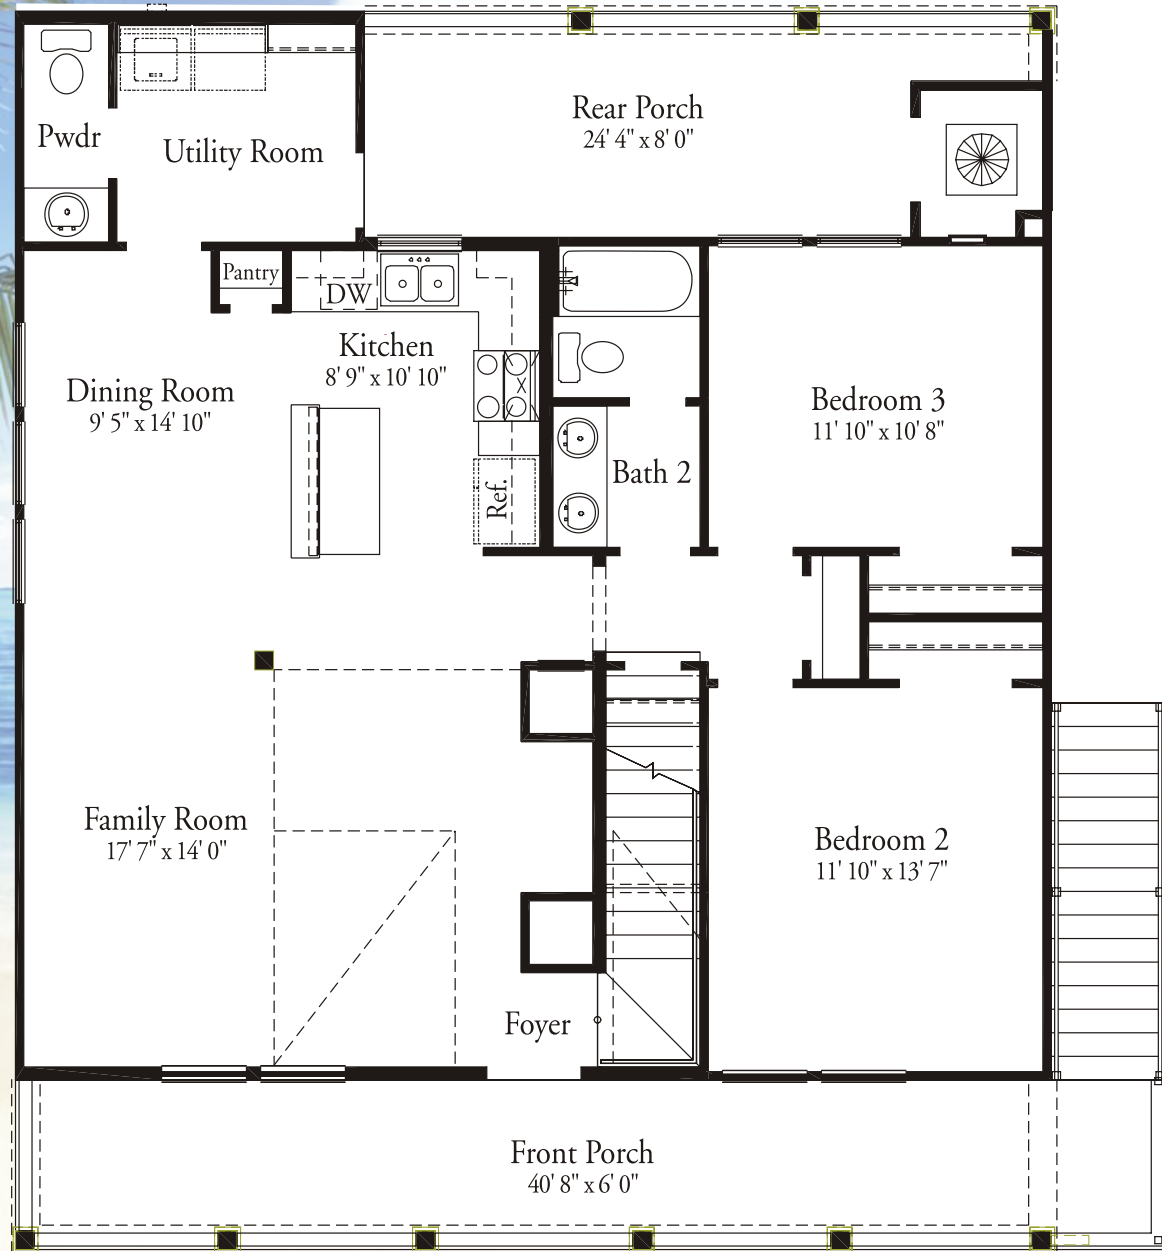 Rear Porch
24' 4" x 8' 0"
Pwdr
Utility Room
Pantry
DW
Kitchen
8' 9" x 10' 10"
Dining Room
9' 5" x 14' 10"
Bedroom 3
11' 10" x 10' 8"
Bath 2
Ref.
Family Room
17' 7" x 14' 0"
Bedroom 2
11' 10" x 13' 7"
Foyer
Front Porch
40' 8" x 6' 0"